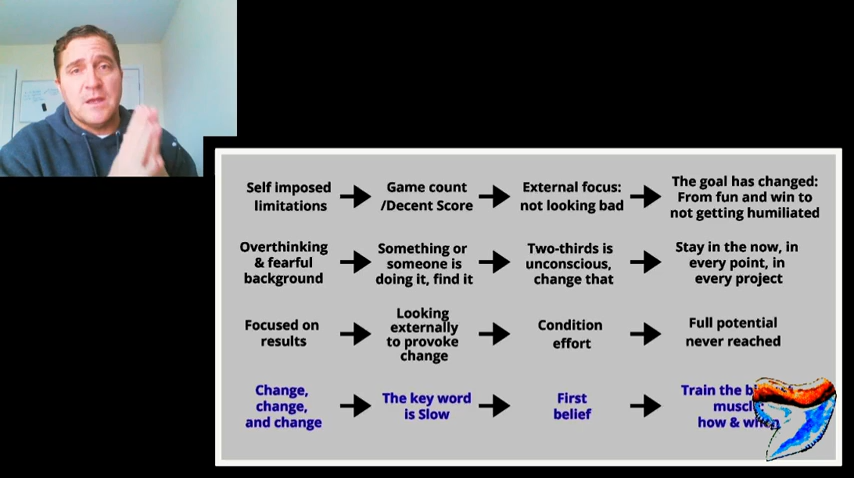 Self imposed
limitations
Game count
/Decent Score
External focus:
not looking bad
The goal has changed:
From fun and win to
not getting humiliated
Overthinking
& fearful
background
Something or
someone is
doing it, find it
Two-thirds is
unconscious,
change that
Stay in the now, in
every point, in
every project
Focused on
results
Looking
externally
to provoke
change
Condition
effort
Full potential
never reached
Change,
change,
and change
The key word
is Slow
First
belief
Train the
how &